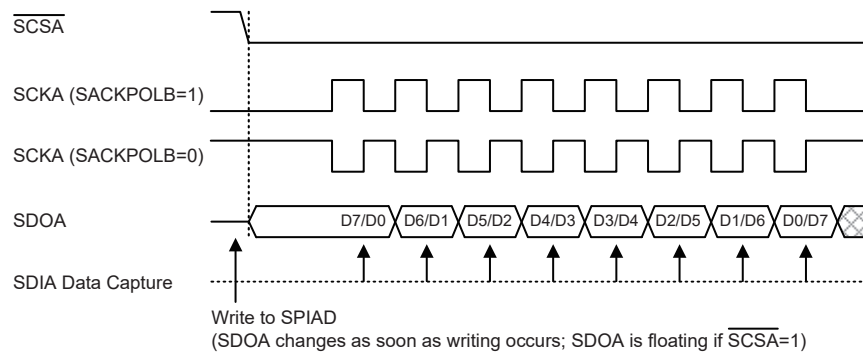 SCSA
SCKA (SACKPOLB=1)
SCKA (SACKPOLB=0)
SDOA
D7/D0 D6/D1 D5/D2 D4/D3 D3/D4 D2/D5 D1/D6 D0/D7
SDIA Data Capture
Write to SPIAD
(SDOA changes as soon as writing occurs; SDOA is floating if SCSA=1)